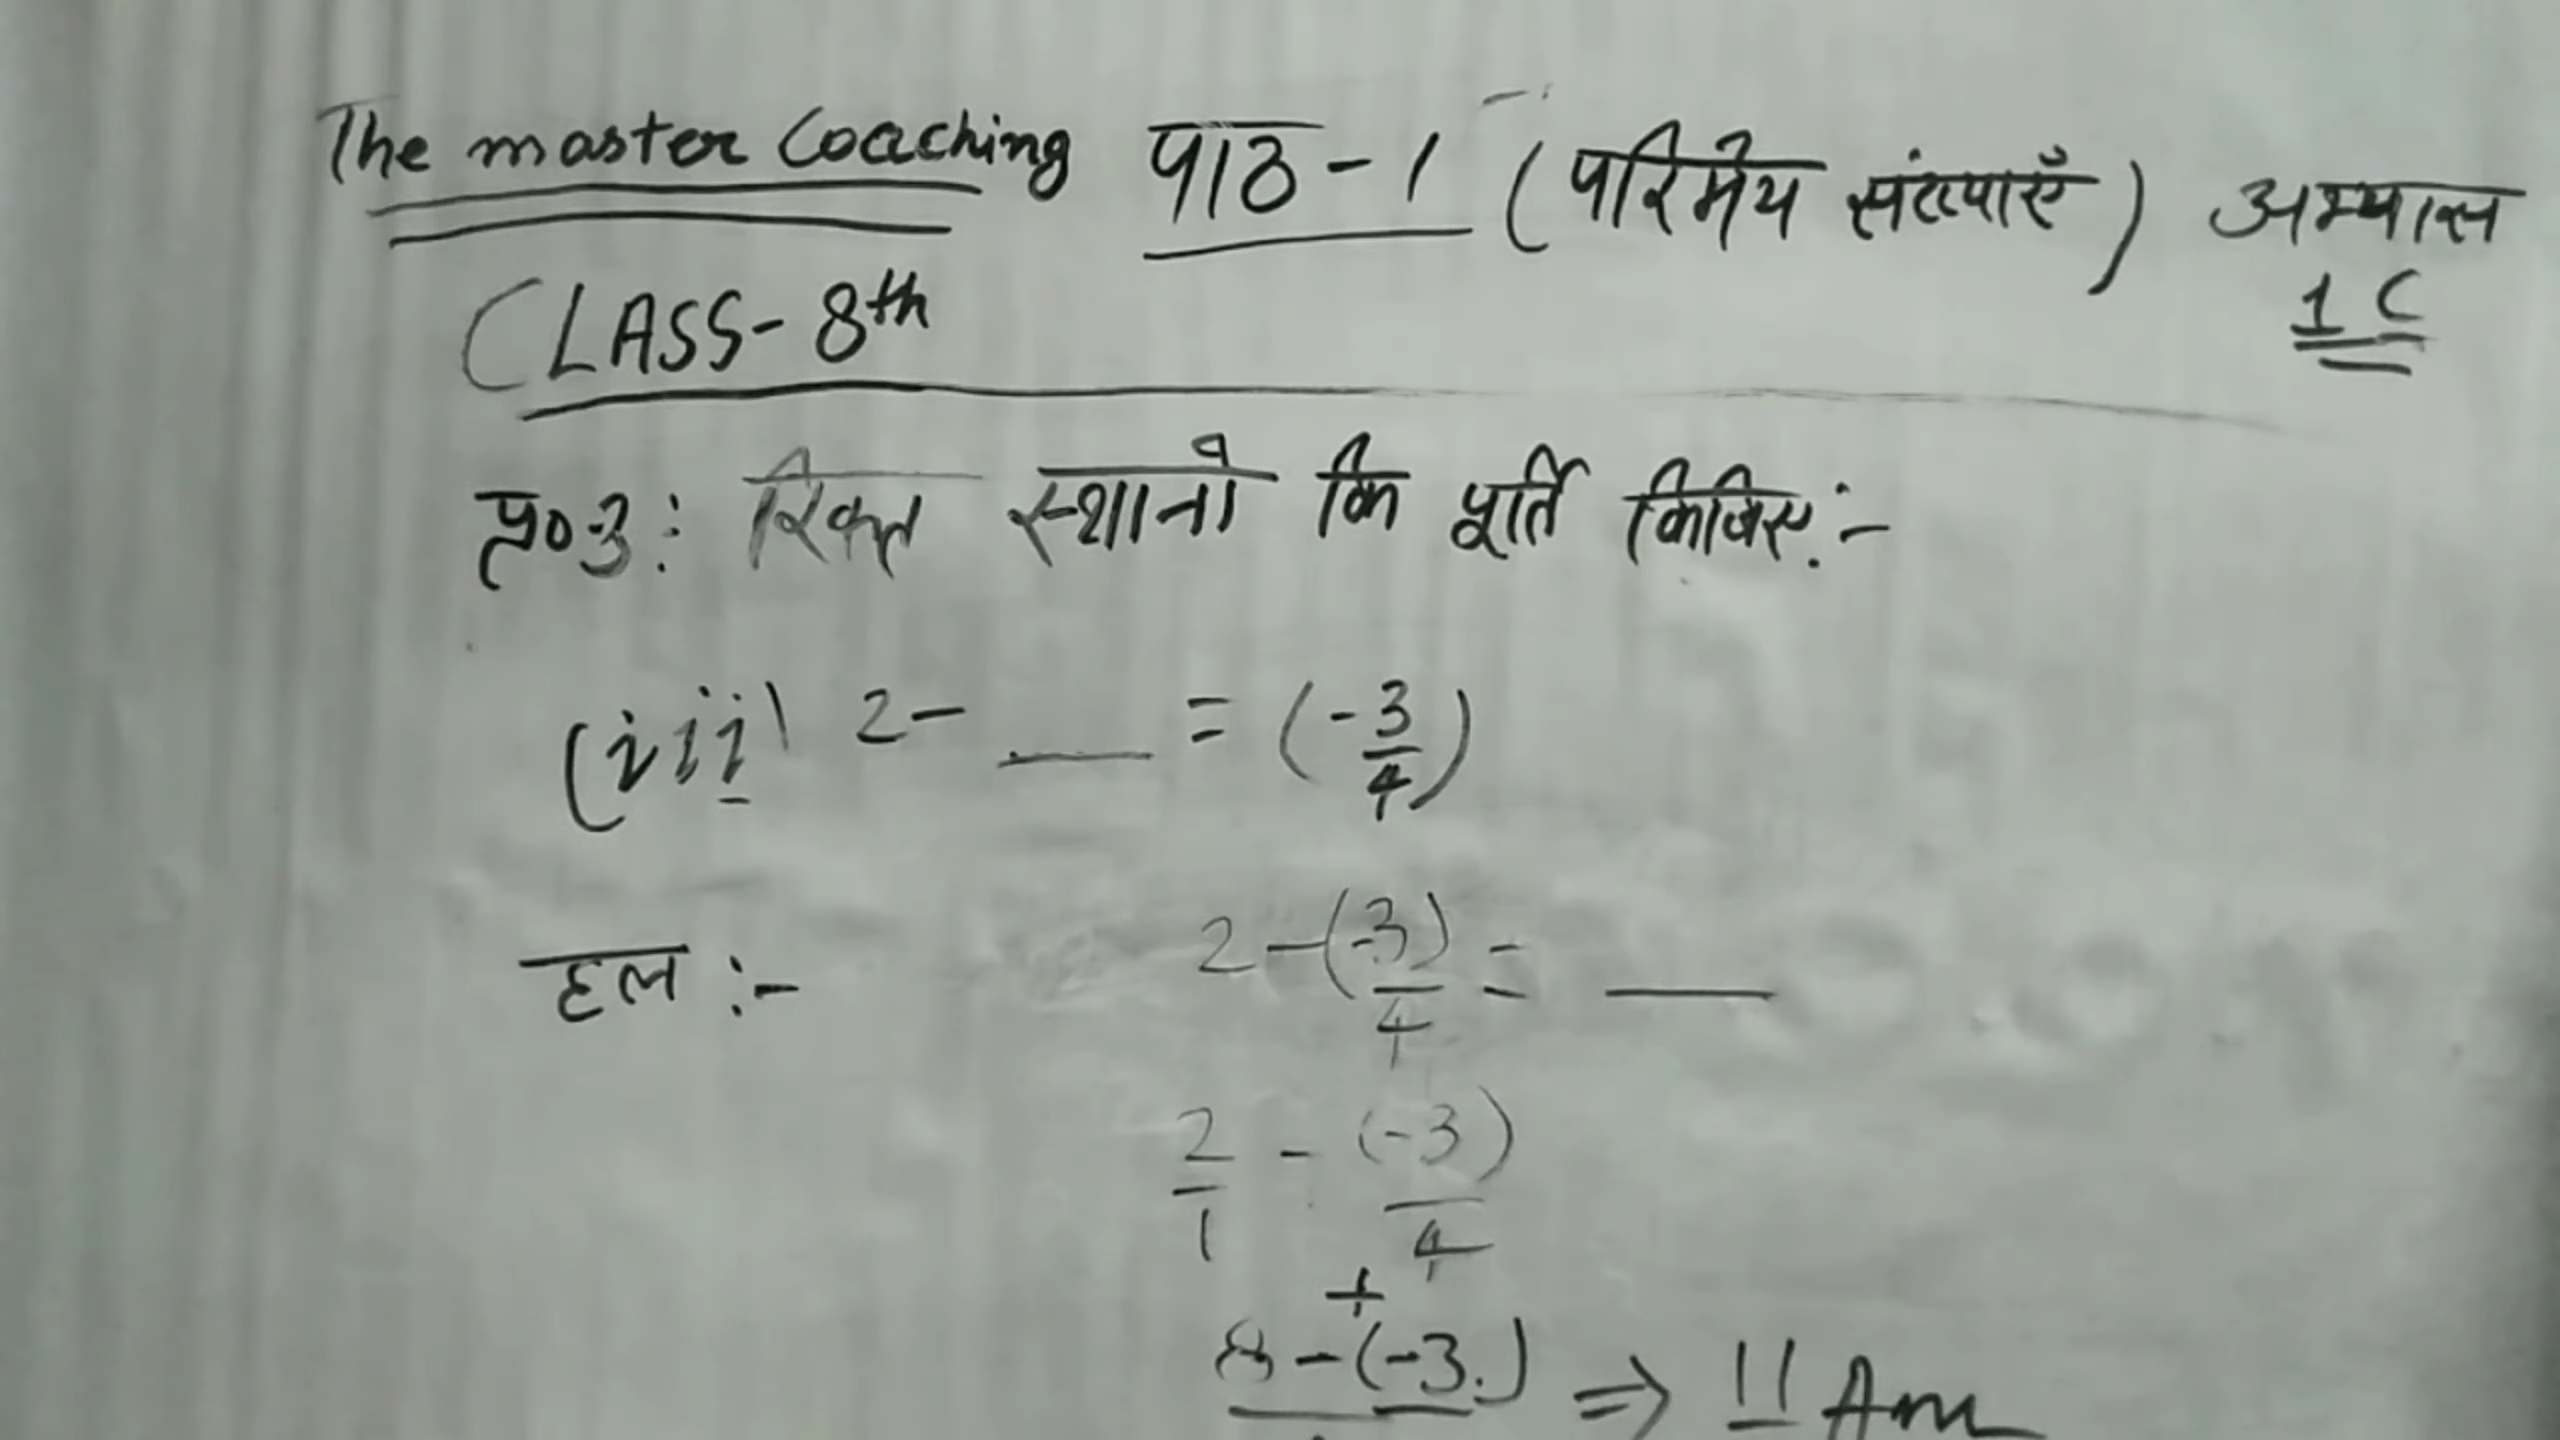 The master Coaching पाठ-1 (परिमेय संख्याएँ) अभ्यास
1C
CLASS-8th
प्र०3: रिक्त स्थानो कि पूर्ति किजिए:-
(iii) 2- ___ = (-3/4)
हल :- 2-(-3)/4 = ___
2/1 - (-3)/4
+
8-(-3) ⇒ 11 Ans